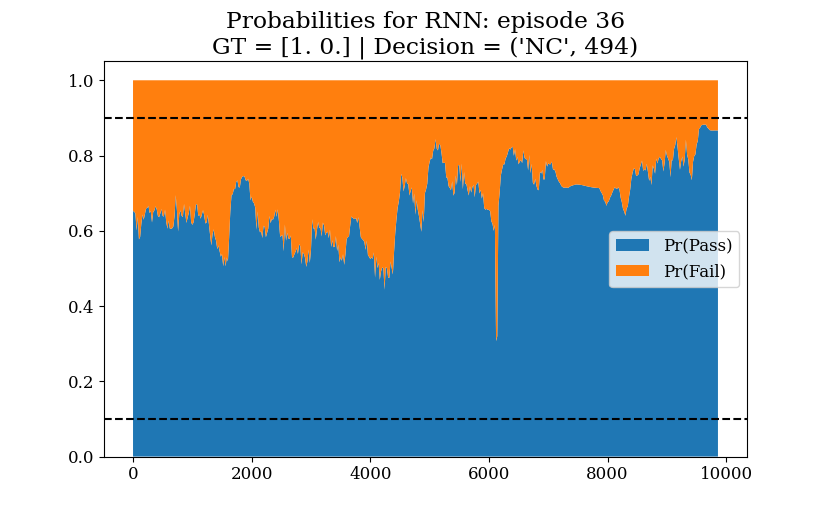 Probabilities for RNN: episode 36
GT = [1. 0.] | Decision = ('NC', 494)
1.0
0.8
0.6
0.4
0.2
0.0
Pr(Pass)
Pr(Fail)
0 2000 4000 6000 8000 10000